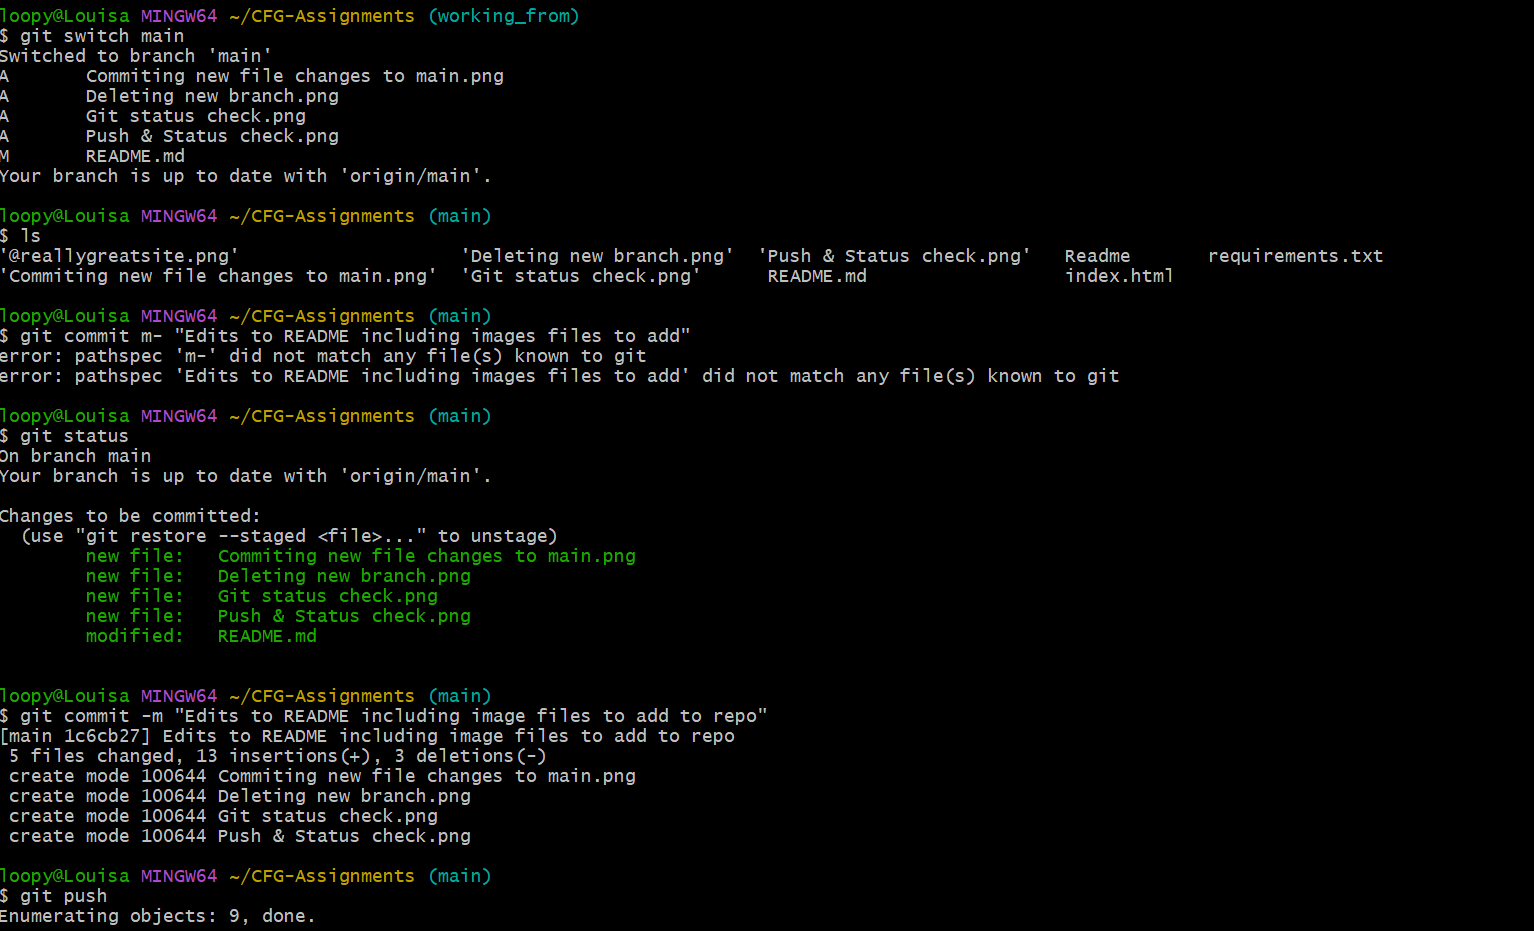 loopy@Louisa MINGW64 ~/CFG-Assignments (working_from)
$ git switch main
Switched to branch 'main'
A       Commiting new file changes to main.png
A       Deleting new branch.png
A       Git status check.png
A       Push & Status check.png
M       README.md
Your branch is up to date with 'origin/main'.
loopy@Louisa MINGW64 ~/CFG-Assignments (main)
$ ls
'@reallygreatsite.png'                    'Deleting new branch.png'  'Push & Status check.png'   Readme       requirements.txt
'Commiting new file changes to main.png'  'Git status check.png'      README.md                  index.html
loopy@Louisa MINGW64 ~/CFG-Assignments (main)
$ git commit m- "Edits to README including images files to add"
error: pathspec 'm-' did not match any file(s) known to git
error: pathspec 'Edits to README including images files to add' did not match any file(s) known to git
loopy@Louisa MINGW64 ~/CFG-Assignments (main)
$ git status
On branch main
Your branch is up to date with 'origin/main'.
Changes to be committed:
  (use "git restore --staged <file>..." to unstage)
        new file:   Commiting new file changes to main.png
        new file:   Deleting new branch.png
        new file:   Git status check.png
        new file:   Push & Status check.png
        modified:   README.md
loopy@Louisa MINGW64 ~/CFG-Assignments (main)
$ git commit -m "Edits to README including image files to add to repo"
[main 1c6cb27] Edits to README including image files to add to repo
 5 files changed, 13 insertions(+), 3 deletions(-)
 create mode 100644 Commiting new file changes to main.png
 create mode 100644 Deleting new branch.png
 create mode 100644 Git status check.png
 create mode 100644 Push & Status check.png
loopy@Louisa MINGW64 ~/CFG-Assignments (main)
$ git push
Enumerating objects: 9, done.